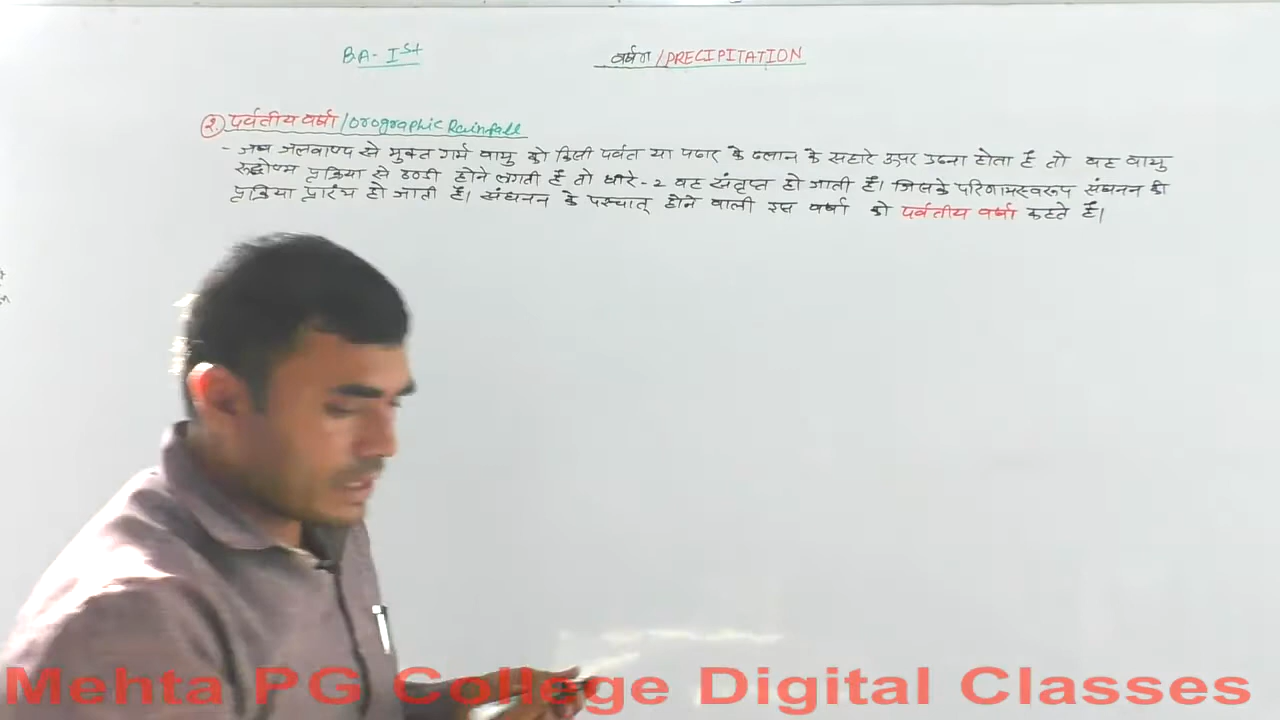 BA- Ist
वर्षण/PRECIPITATION
२. पर्वतीय वर्षा/Orographic Rainfall
- जब जलवाष्प से युक्त गर्म वायु को किसी पर्वत या पठार के ढलान के सहारे ऊपर उठना होता है तो वह वायु
रूद्धोष्म प्रक्रिया से ठण्डी होने लगती है तो धीरे-2 वह संतृप्त हो जाती है। जिसके परिणामस्वरूप संघनन की
प्रक्रिया प्रारंभ हो जाती है। संघनन के पश्चात् होने वाली इस वर्षा को पर्वतीय वर्षा कहते हैं।
Mehta PG College Digital Classes